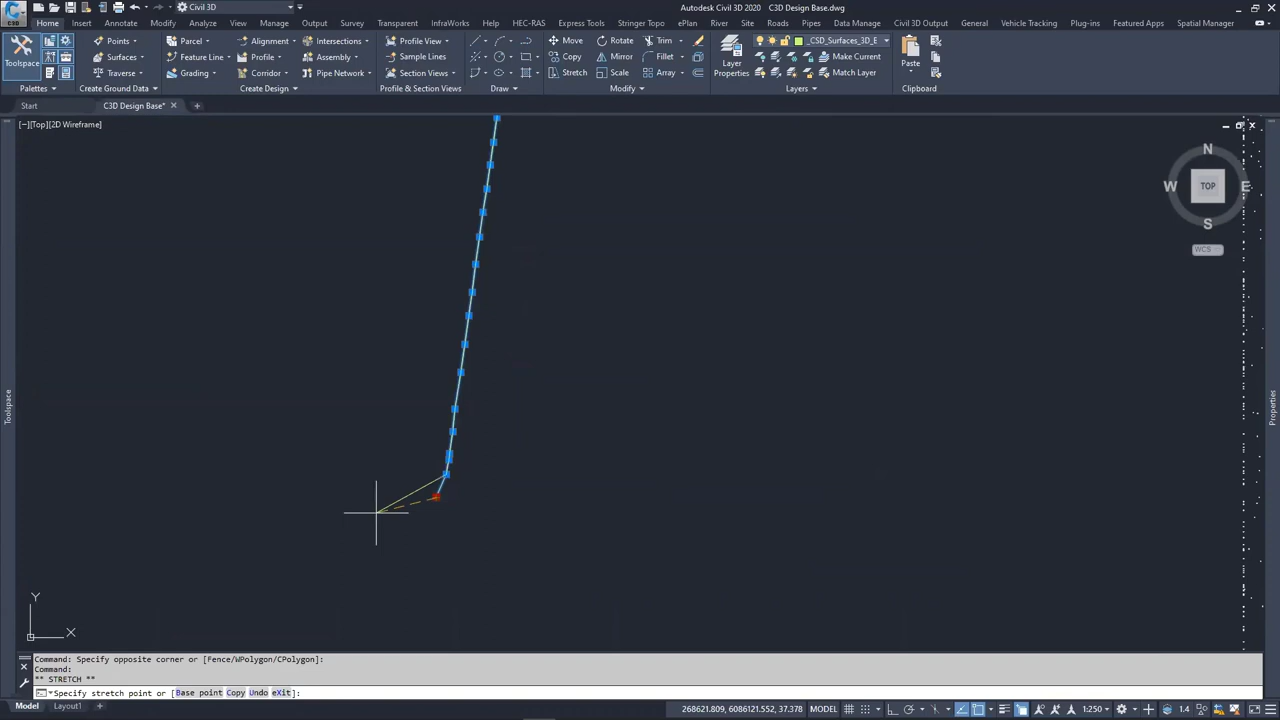 Civil 3D
Autodesk Civil 3D 2020 C3D Design Base.dwg
C3D
Home Insert Annotate Modify Analyze View Manage Output Survey Transparent InfraWorks Help HEC-RAS Express Tools Stringer Topo ePlan River Site Roads Pipes Data Manager Civil 3D Output General Vehicle Tracking Plug-ins Featured Apps Spatial Manager
Toolspace
Points
Surfaces
Traverse
Parcel
Feature Line
Grading
Alignment
Profile
Corridor
Intersections
Assembly
Pipe Network
Profile View
Sample Lines
Section Views
Move
Copy
Stretch
Rotate
Mirror
Scale
Trim
Fillet
Array
Layer
Properties
_CSD_Surfaces_3D_E
Make Current
Match Layer
Paste
Palettes Create Ground Data Create Design Profile & Section Views Draw Modify Layers Clipboard
Start C3D Design Base*
[−][Top][2D Wireframe]
N
W TOP E
S
WCS
Toolspace
Properties
Y
X
Command: Specify opposite corner or [Fence/WPolygon/CPolygon]:
Command:
** STRETCH **
Specify stretch point or [Base point Copy Undo eXit]:
Model Layout1
268621.809, 6086121.552, 37.378 MODEL 1:250 1.4